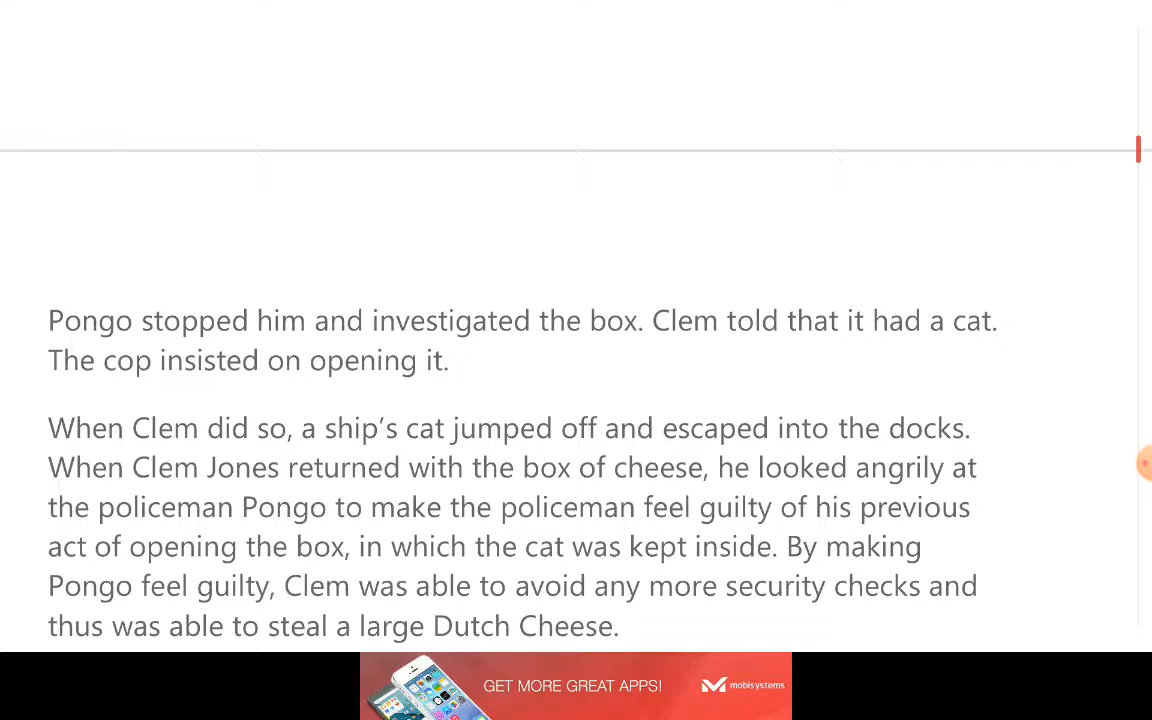 Pongo stopped him and investigated the box. Clem told that it had a cat.
The cop insisted on opening it.
When Clem did so, a ship’s cat jumped off and escaped into the docks.
When Clem Jones returned with the box of cheese, he looked angrily at
the policeman Pongo to make the policeman feel guilty of his previous
act of opening the box, in which the cat was kept inside. By making
Pongo feel guilty, Clem was able to avoid any more security checks and
thus was able to steal a large Dutch Cheese.
GET MORE GREAT APPS!
mobisystems